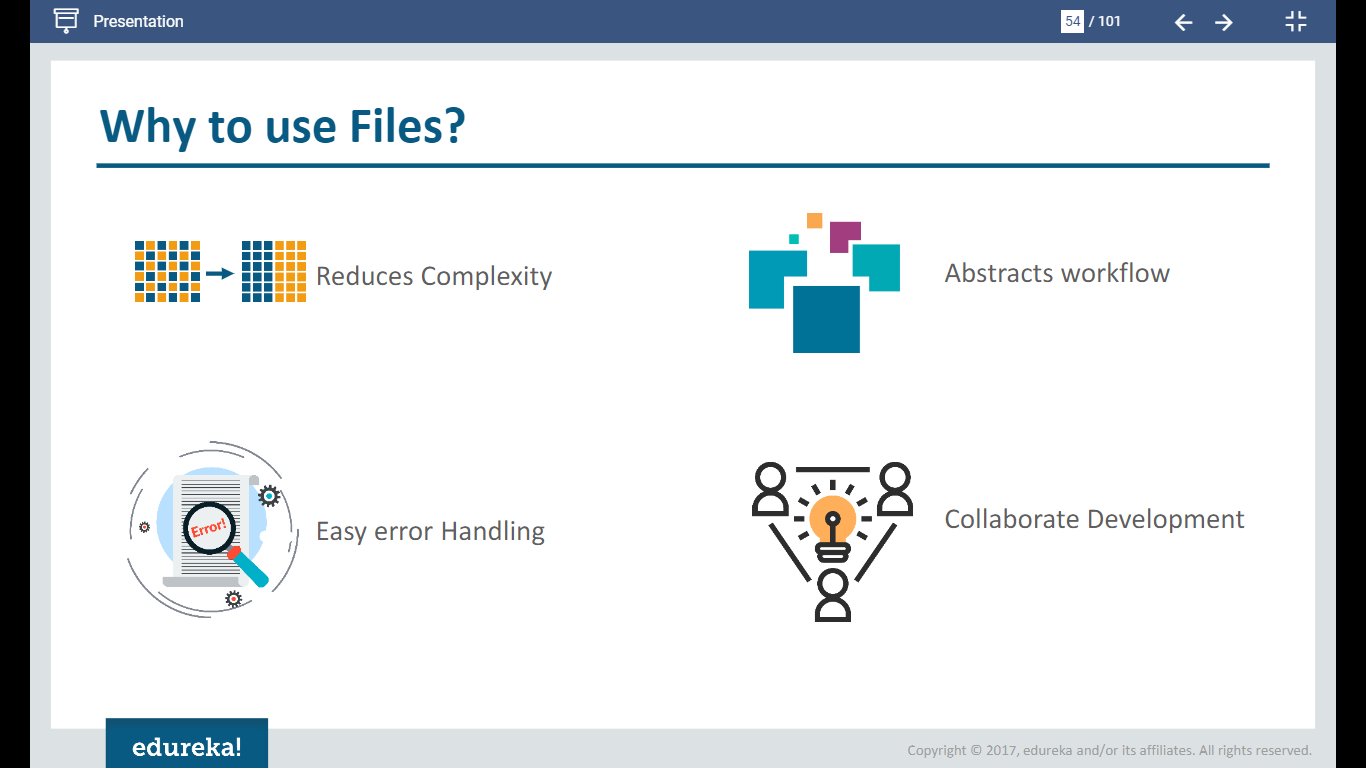 Presentation
54 / 101
Why to use Files?
Reduces Complexity
Abstracts workflow
Error!
Easy error Handling
Collaborate Development
edureka!
Copyright © 2017, edureka and/or its affiliates. All rights reserved.